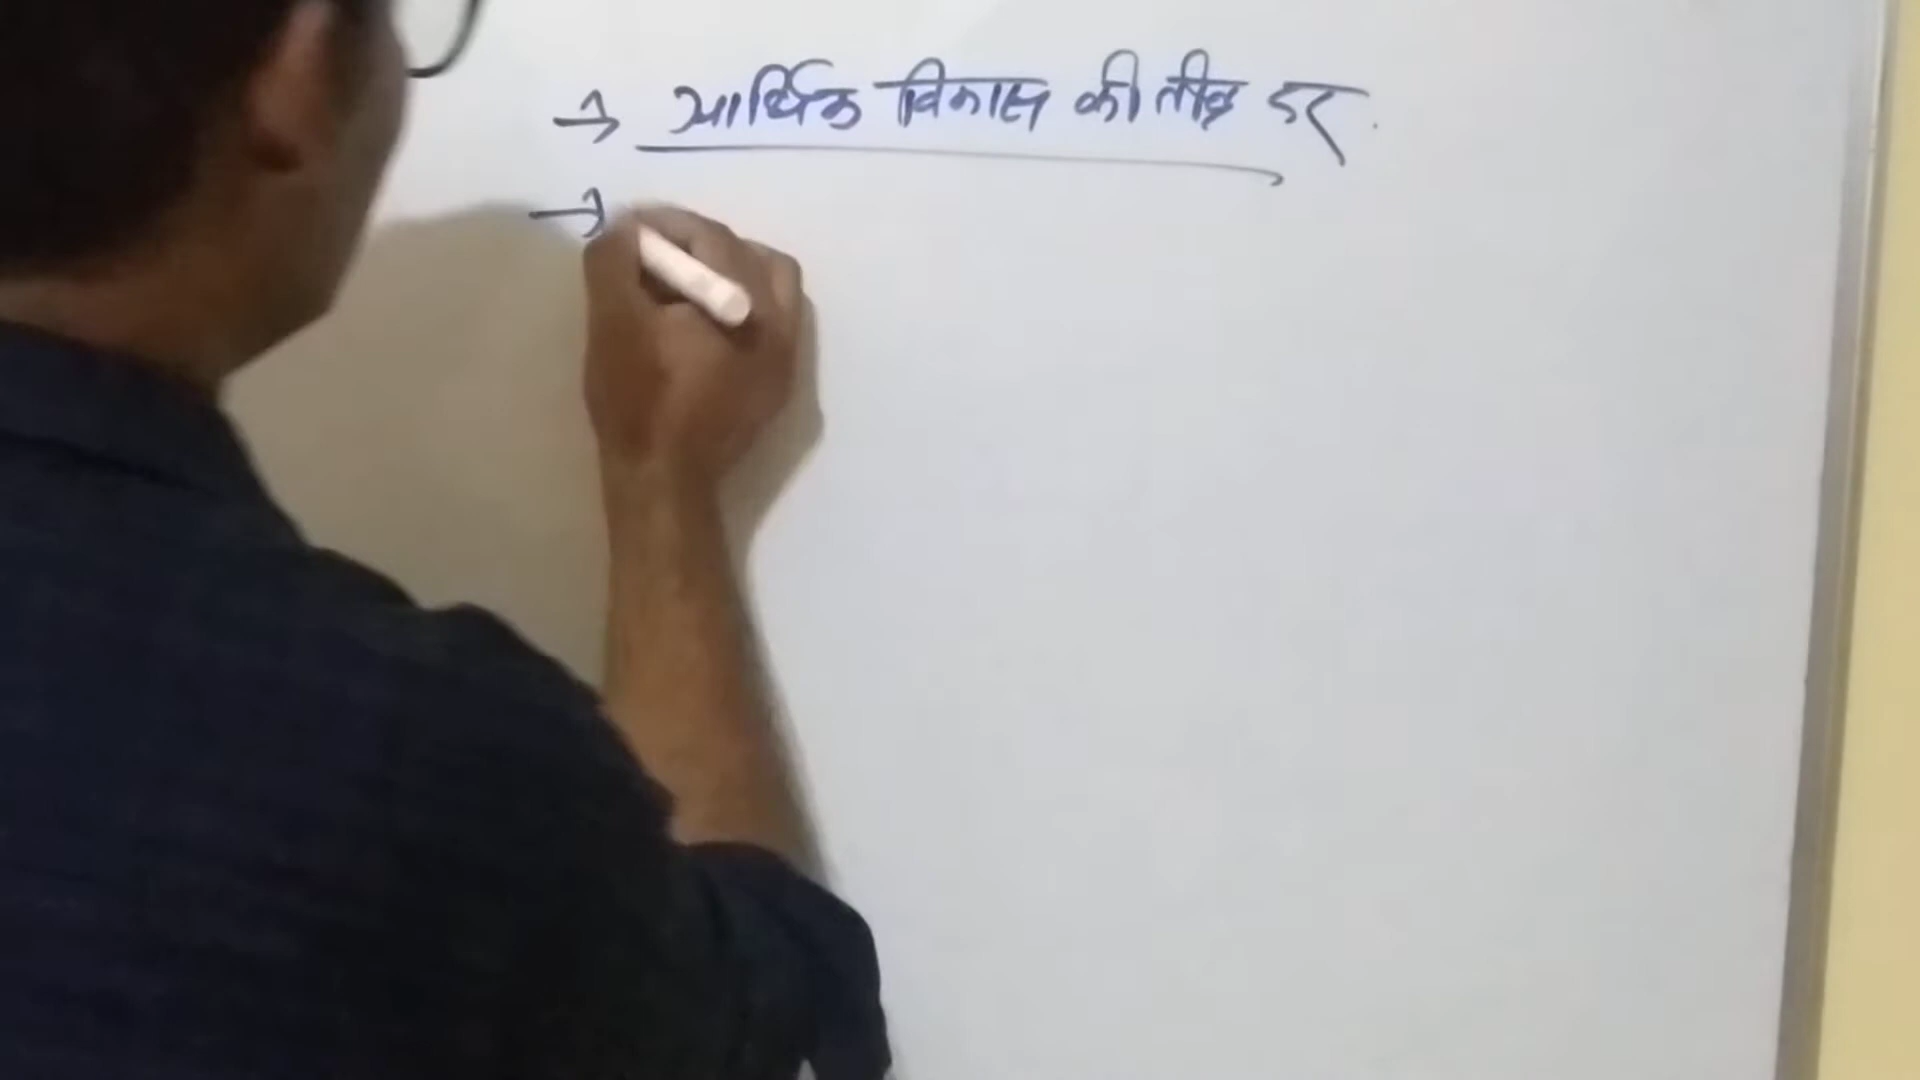 → आर्थिक विकास की तीव्र दर.
→